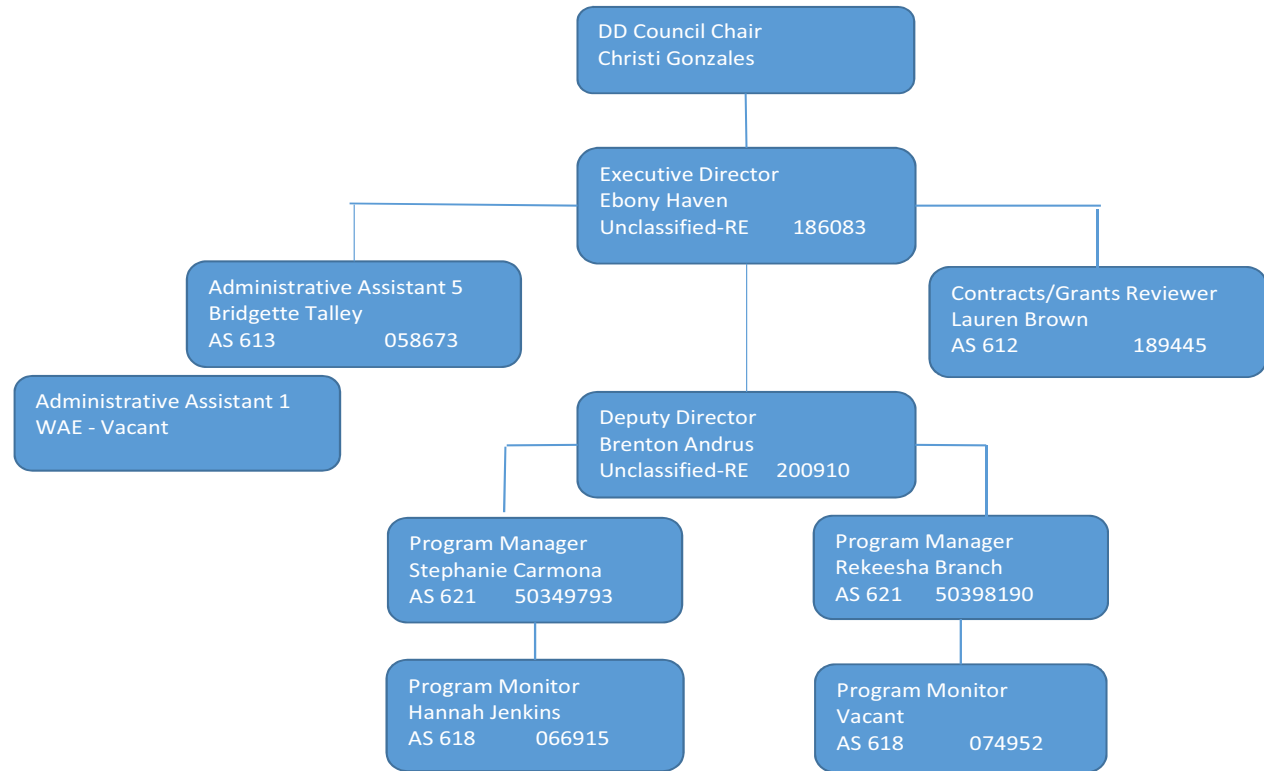 DD Council Chair
Christi Gonzales
Executive Director
Ebony Haven
Unclassified-RE 186083
Administrative Assistant 5
Bridgette Talley
AS 613 058673
Contracts/Grants Reviewer
Lauren Brown
AS 612 189445
Administrative Assistant 1
WAE - Vacant
Deputy Director
Brenton Andrus
Unclassified-RE 200910
Program Manager
Stephanie Carmona
AS 621 50349793
Program Manager
Rekeesha Branch
AS 621 50398190
Program Monitor
Hannah Jenkins
AS 618 066915
Program Monitor
Vacant
AS 618 074952